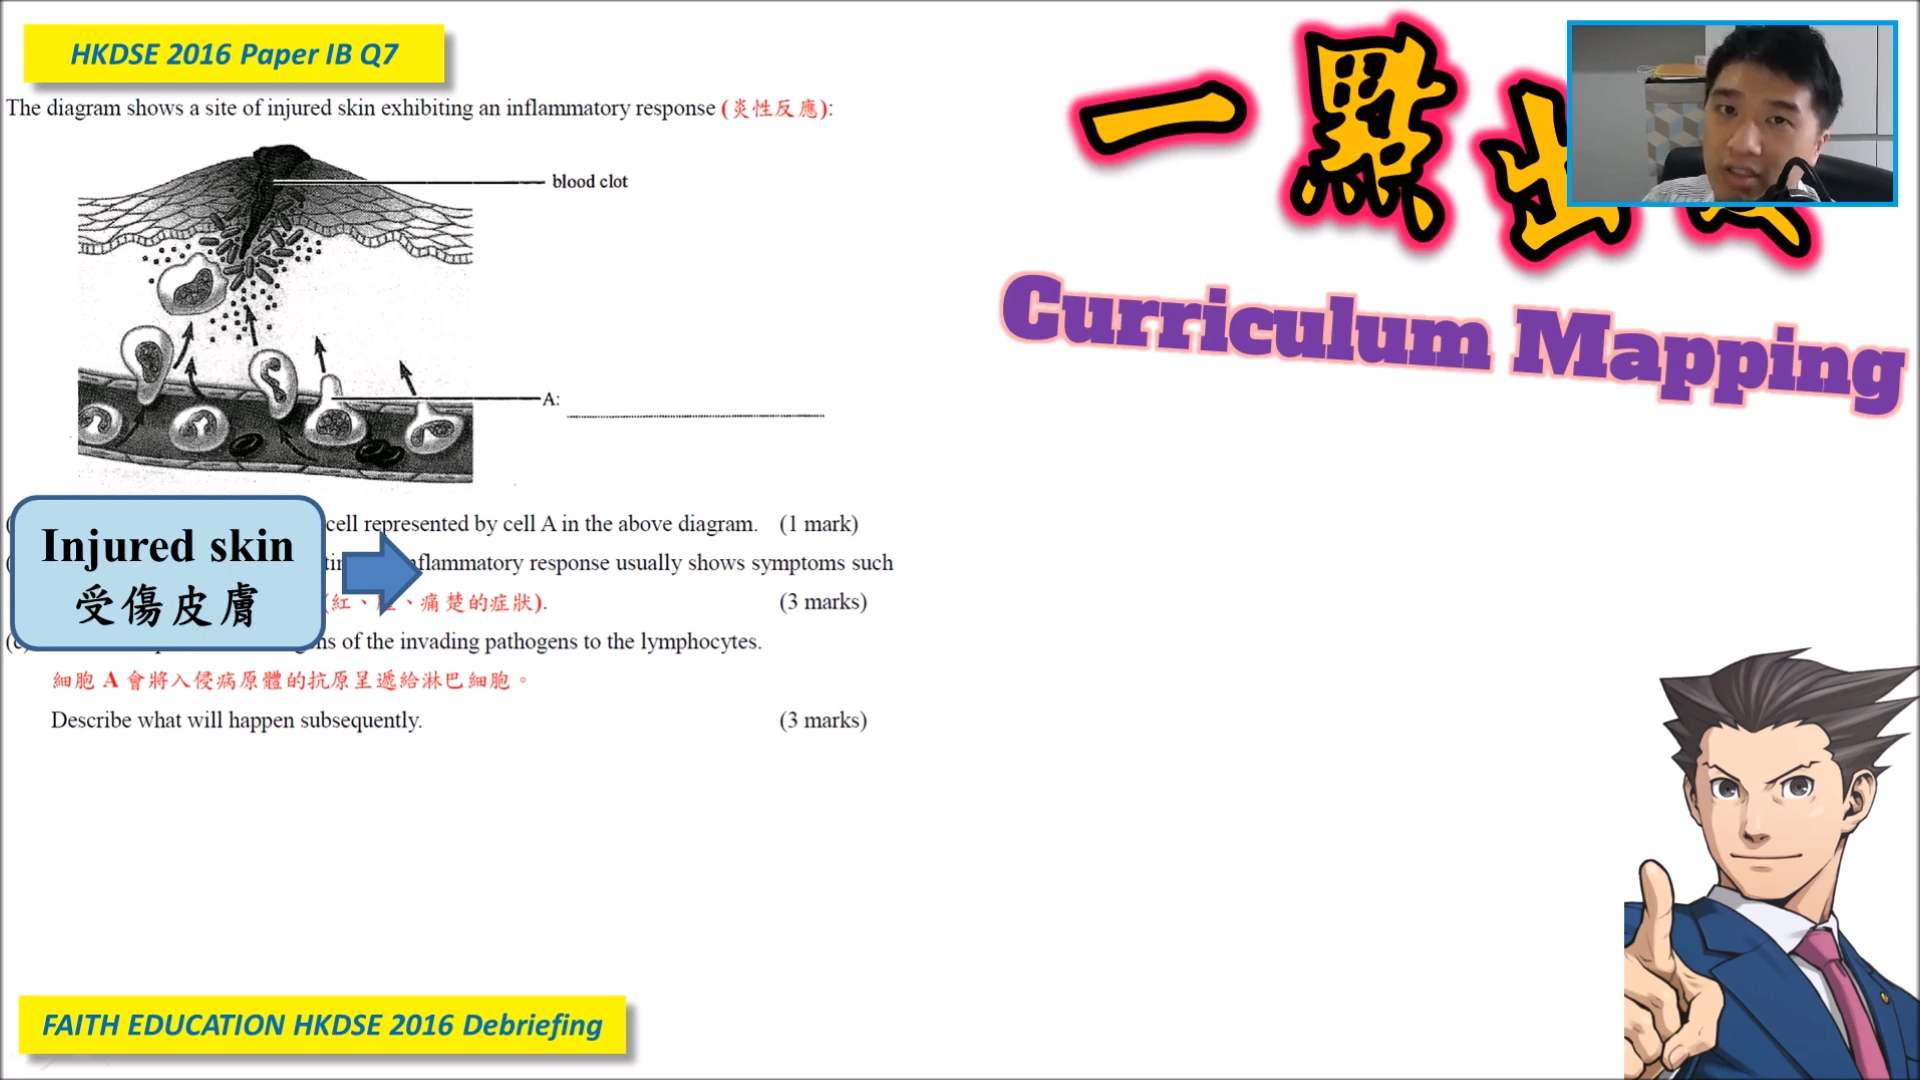 HKDSE 2016 Paper IB Q7
The diagram shows a site of injured skin exhibiting an inflammatory response (炎性反應):
blood clot
A:
cell represented by cell A in the above diagram. (1 mark)
Injured skin
受傷皮膚
flammatory response usually shows symptoms such
(紅、 、痛楚的症狀). (3 marks)
of the invading pathogens to the lymphocytes.
細胞 A 會將入侵病原體的抗原呈遞給淋巴細胞。
Describe what will happen subsequently. (3 marks)
一點出
Curriculum Mapping
FAITH EDUCATION HKDSE 2016 Debriefing